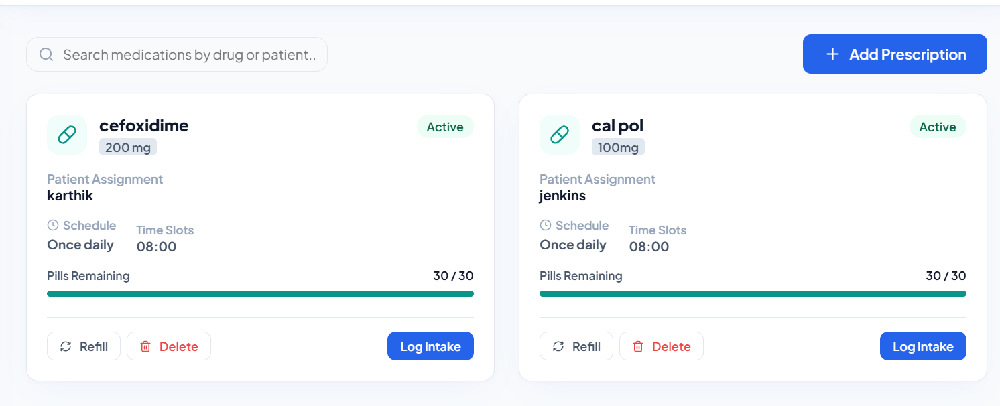 Search medications by drug or patient..
+ Add Prescription
cefoxidime
Active
200 mg
Patient Assignment
karthik
Schedule
Time Slots
Once daily
08:00
Pills Remaining
30 / 30
Refill
Delete
Log Intake
cal pol
Active
100mg
Patient Assignment
jenkins
Schedule
Time Slots
Once daily
08:00
Pills Remaining
30 / 30
Refill
Delete
Log Intake